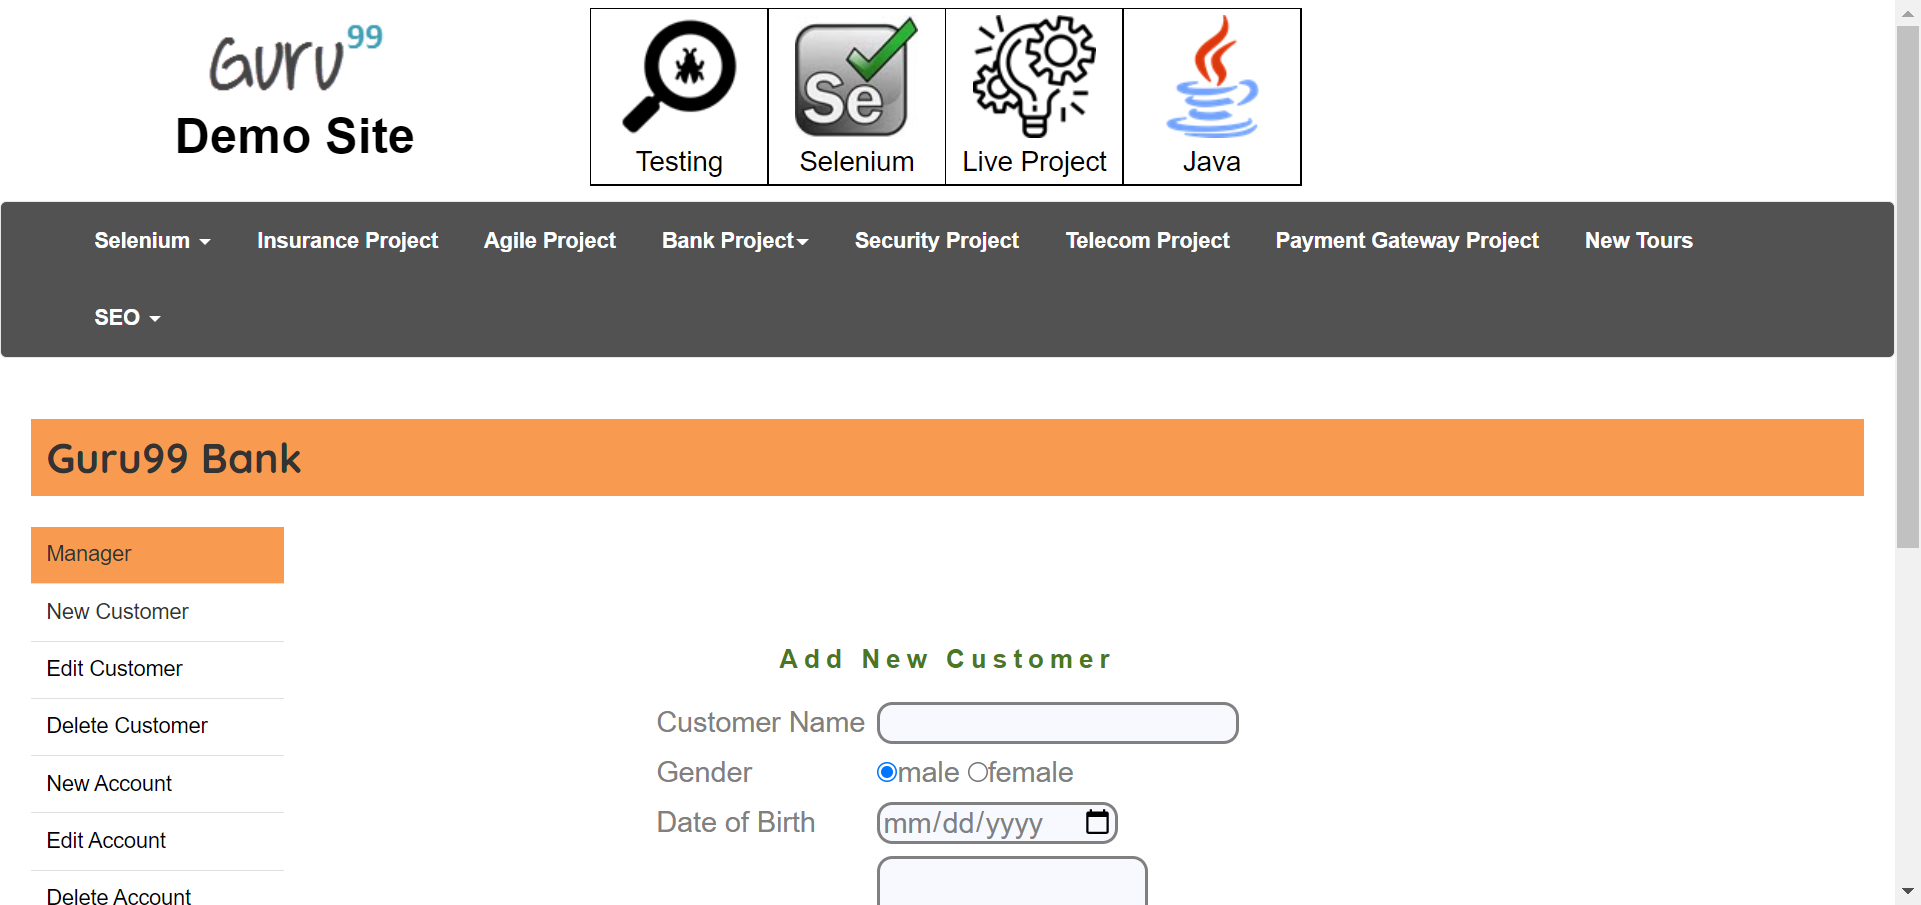 Guru99
Demo Site
Se
Testing
Selenium
Live Project
Java
Selenium
Insurance Project
Agile Project
Bank Project
Security Project
Telecom Project
Payment Gateway Project
New Tours
SEO
Guru99 Bank
Manager
New Customer
Edit Customer
Delete Customer
New Account
Edit Account
Delete Account
Add New Customer
Customer Name
Gender
male female
Date of Birth
mm/dd/yyyy